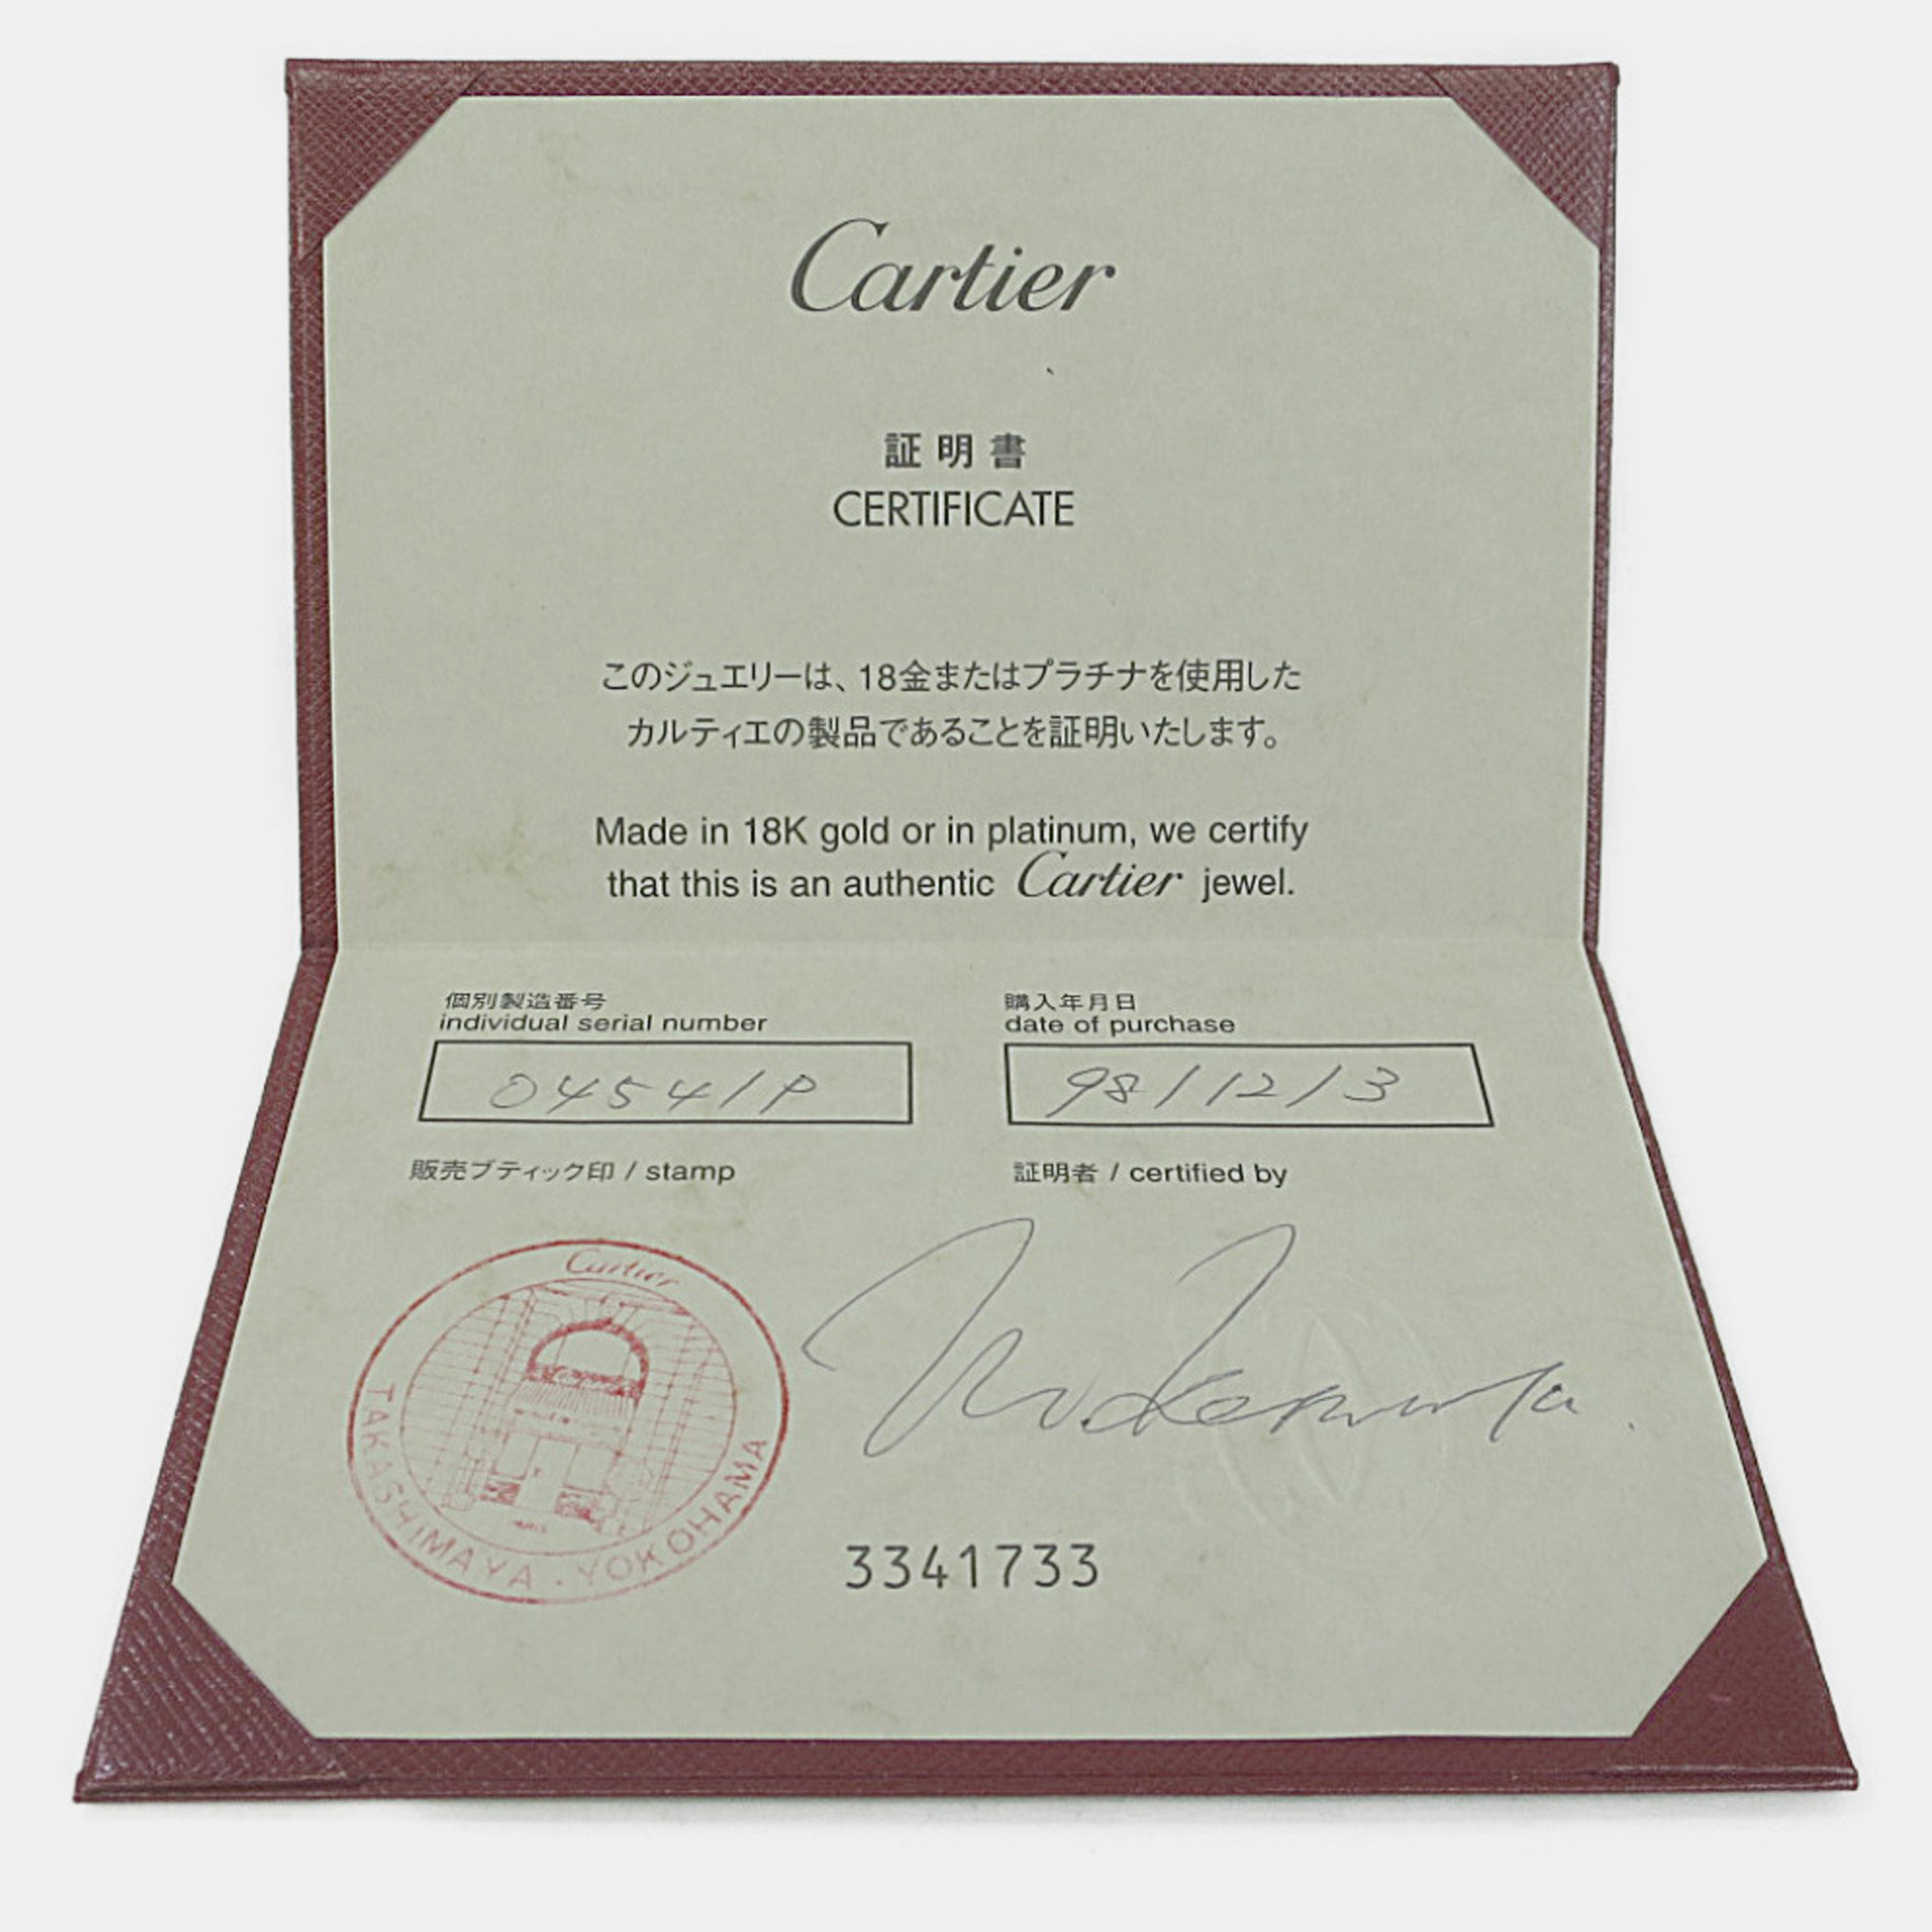 Cartier
証明書
CERTIFICATE
このジュエリーは、18金またはプラチナを使用した
カルティエの製品であることを証明いたします。
Made in 18K gold or in platinum, we certify
that this is an authentic Cartier jewel.
個別製造番号
individual serial number
04541P
購入年月日
date of purchase
98/12/3
販売ブティック印 / stamp
証明者 / certified by
Cartier
TAKASHIMAYA · YOKOHAMA
3341733